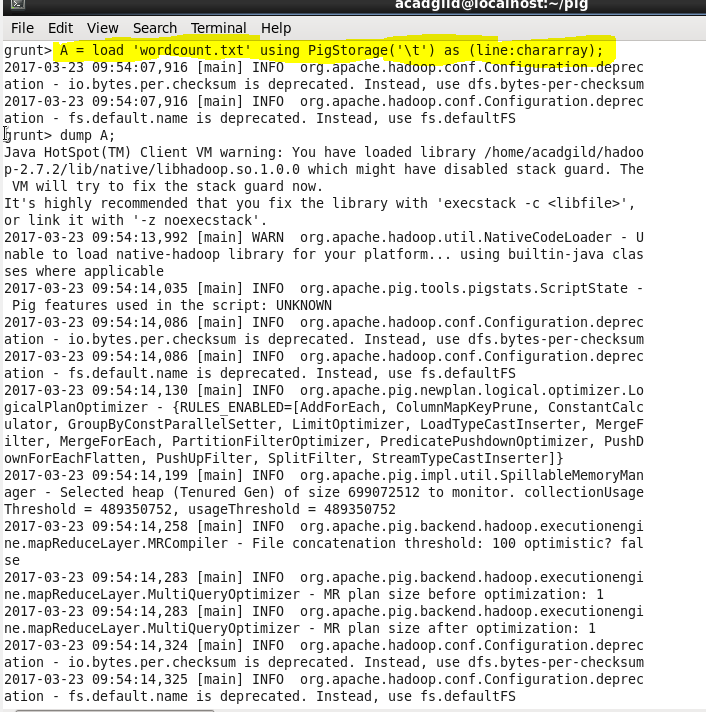 acadgild@localhost:~/pig
File Edit View Search Terminal Help
grunt> A = load 'wordcount.txt' using PigStorage('\t') as (line:chararray);
2017-03-23 09:54:07,916 [main] INFO  org.apache.hadoop.conf.Configuration.deprec
ation - io.bytes.per.checksum is deprecated. Instead, use dfs.bytes-per-checksum
2017-03-23 09:54:07,916 [main] INFO  org.apache.hadoop.conf.Configuration.deprec
ation - fs.default.name is deprecated. Instead, use fs.defaultFS
grunt> dump A;
Java HotSpot(TM) Client VM warning: You have loaded library /home/acadgild/hadoo
p-2.7.2/lib/native/libhadoop.so.1.0.0 which might have disabled stack guard. The
 VM will try to fix the stack guard now.
It's highly recommended that you fix the library with 'execstack -c <libfile>',
or link it with '-z noexecstack'.
2017-03-23 09:54:13,992 [main] WARN  org.apache.hadoop.util.NativeCodeLoader - U
nable to load native-hadoop library for your platform... using builtin-java clas
ses where applicable
2017-03-23 09:54:14,035 [main] INFO  org.apache.pig.tools.pigstats.ScriptState -
 Pig features used in the script: UNKNOWN
2017-03-23 09:54:14,086 [main] INFO  org.apache.hadoop.conf.Configuration.deprec
ation - io.bytes.per.checksum is deprecated. Instead, use dfs.bytes-per-checksum
2017-03-23 09:54:14,086 [main] INFO  org.apache.hadoop.conf.Configuration.deprec
ation - fs.default.name is deprecated. Instead, use fs.defaultFS
2017-03-23 09:54:14,130 [main] INFO  org.apache.pig.newplan.logical.optimizer.Lo
gicalPlanOptimizer - {RULES_ENABLED=[AddForEach, ColumnMapKeyPrune, ConstantCalc
ulator, GroupByConstParallelSetter, LimitOptimizer, LoadTypeCastInserter, MergeF
ilter, MergeForEach, PartitionFilterOptimizer, PredicatePushdownOptimizer, PushD
ownForEachFlatten, PushUpFilter, SplitFilter, StreamTypeCastInserter]}
2017-03-23 09:54:14,199 [main] INFO  org.apache.pig.impl.util.SpillableMemoryMan
ager - Selected heap (Tenured Gen) of size 699072512 to monitor. collectionUsage
Threshold = 489350752, usageThreshold = 489350752
2017-03-23 09:54:14,258 [main] INFO  org.apache.pig.backend.hadoop.executionengi
ne.mapReduceLayer.MRCompiler - File concatenation threshold: 100 optimistic? fal
se
2017-03-23 09:54:14,283 [main] INFO  org.apache.pig.backend.hadoop.executionengi
ne.mapReduceLayer.MultiQueryOptimizer - MR plan size before optimization: 1
2017-03-23 09:54:14,283 [main] INFO  org.apache.pig.backend.hadoop.executionengi
ne.mapReduceLayer.MultiQueryOptimizer - MR plan size after optimization: 1
2017-03-23 09:54:14,324 [main] INFO  org.apache.hadoop.conf.Configuration.deprec
ation - io.bytes.per.checksum is deprecated. Instead, use dfs.bytes-per-checksum
2017-03-23 09:54:14,325 [main] INFO  org.apache.hadoop.conf.Configuration.deprec
ation - fs.default.name is deprecated. Instead, use fs.defaultFS